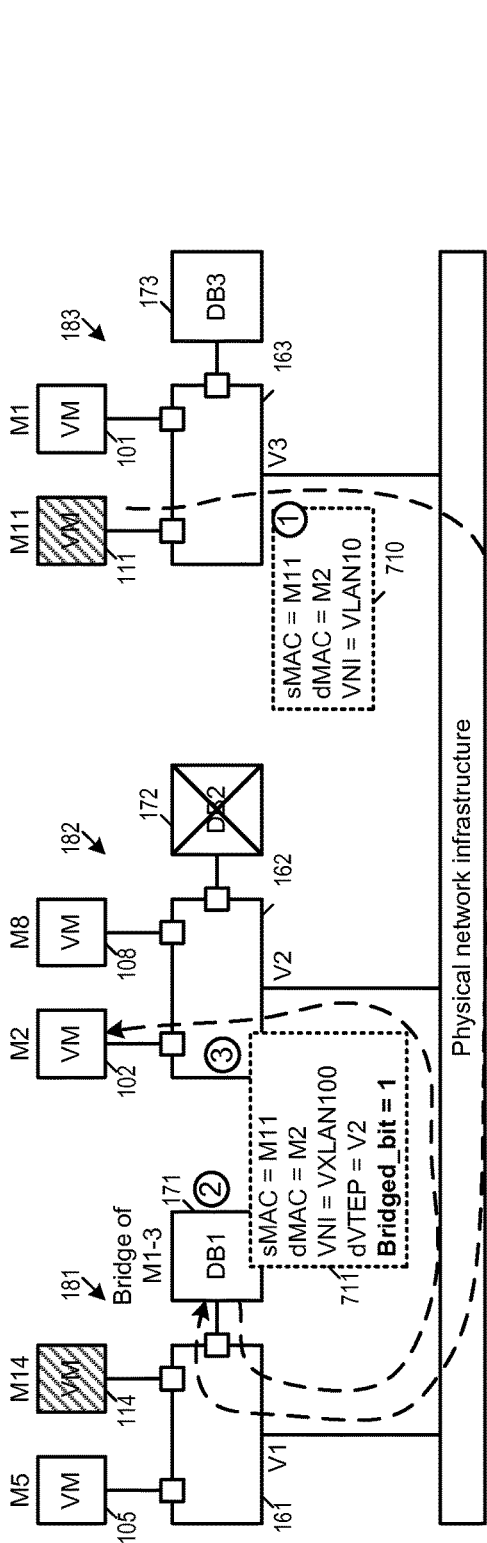 M5
VM
105
M14
VM
114
181
Bridge of
M1-3
171
DB1
V1
161
2
M2
VM
102
M8
VM
108
182
172
DB2
162
V2
3
sMAC = M11
dMAC = M2
VNI = VXLAN100
dVTEP = V2
Bridged_bit = 1
711
M11
VM
111
M1
VM
101
183
173
DB3
163
V3
1
sMAC = M11
dMAC = M2
VNI = VLAN10
710
Physical network infrastructure